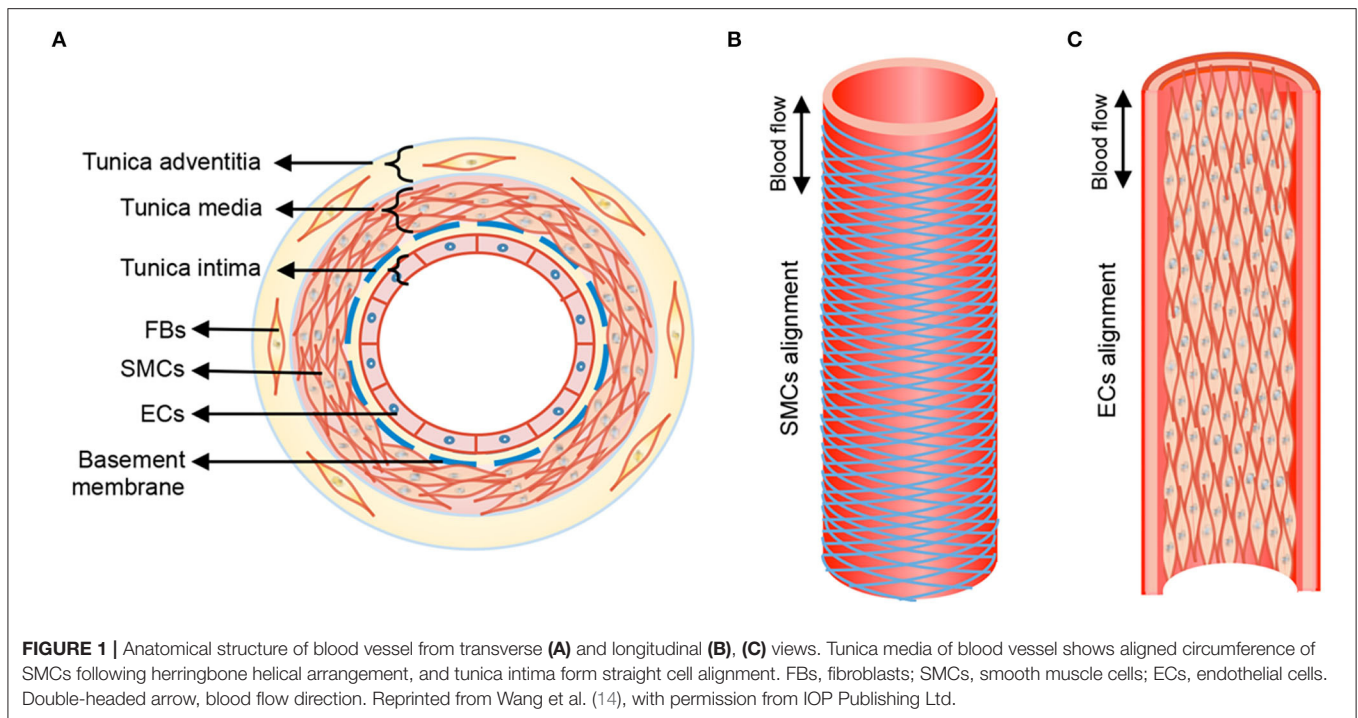 A
B
C
Tunica adventitia
Tunica media
Tunica intima
FBs
SMCs
ECs
Basement
membrane
Blood flow
SMCs alignment
Blood flow
ECs alignment
FIGURE 1 | Anatomical structure of blood vessel from transverse (A) and longitudinal (B), (C) views. Tunica media of blood vessel shows aligned circumference of
SMCs following herringbone helical arrangement, and tunica intima form straight cell alignment. FBs, fibroblasts; SMCs, smooth muscle cells; ECs, endothelial cells.
Double-headed arrow, blood flow direction. Reprinted from Wang et al. (14), with permission from IOP Publishing Ltd.